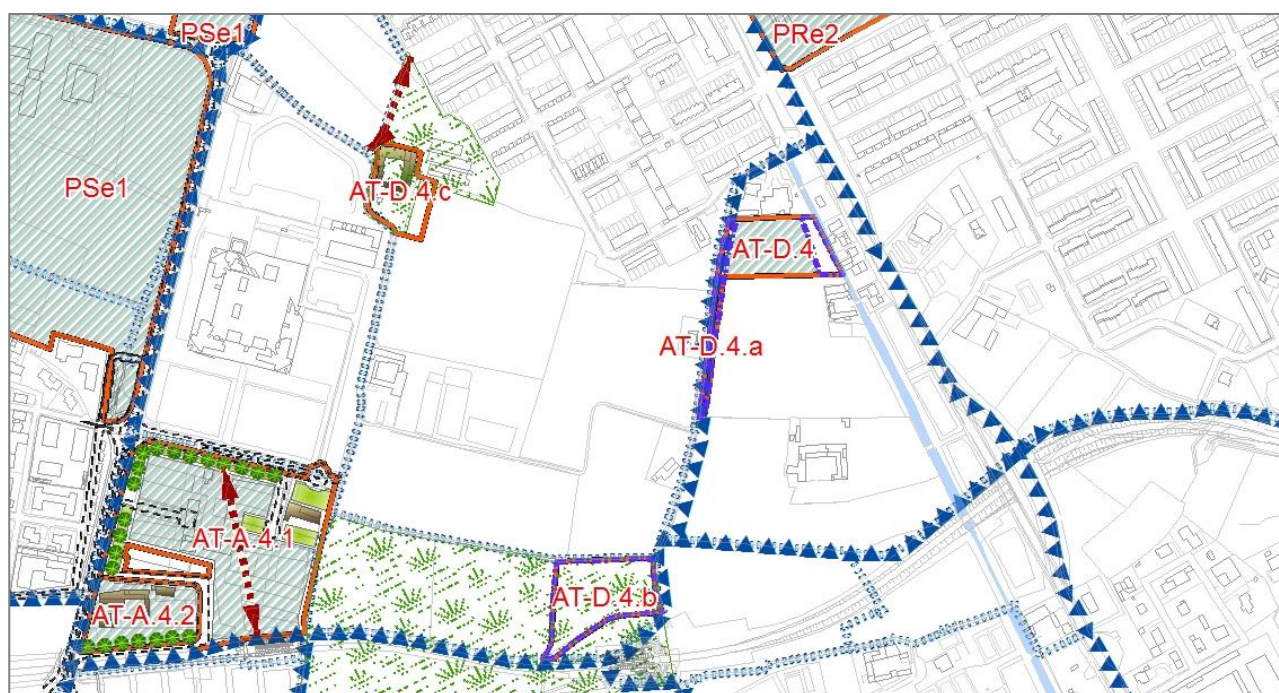 PSe1
PRe2
PSe1
AT-D.4.c
AT-D.4
AT-D.4.a
AT-A.4.1
AT-D.4.b
AT-A.4.2